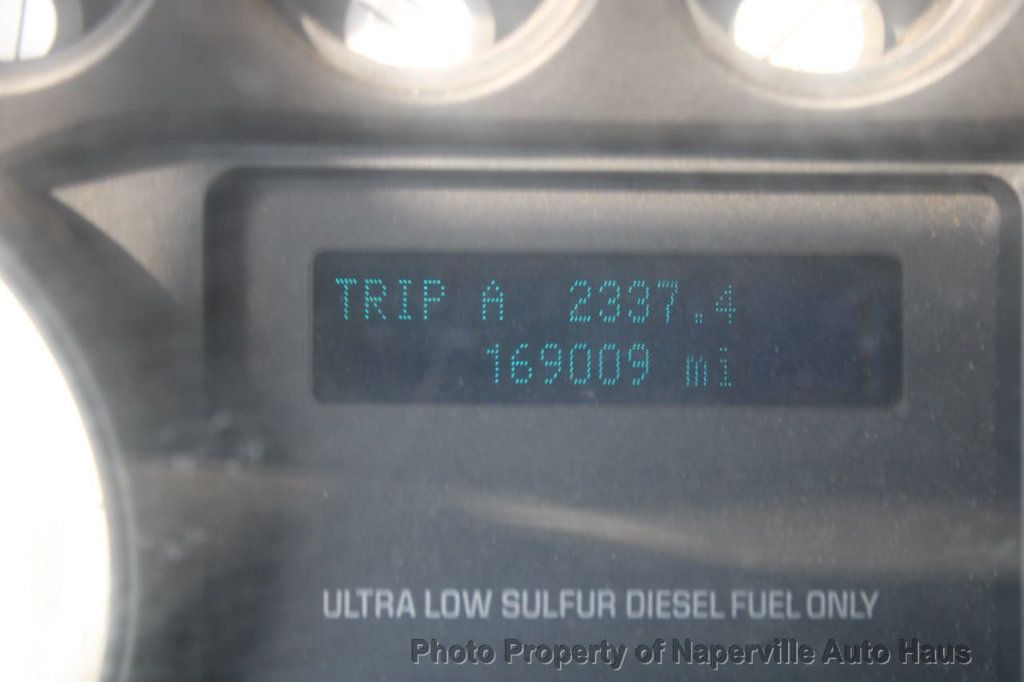 TRIP A 2337.4
169009 mi
ULTRA LOW SULFUR DIESEL FUEL ONLY
Photo Property of Naperville Auto Haus